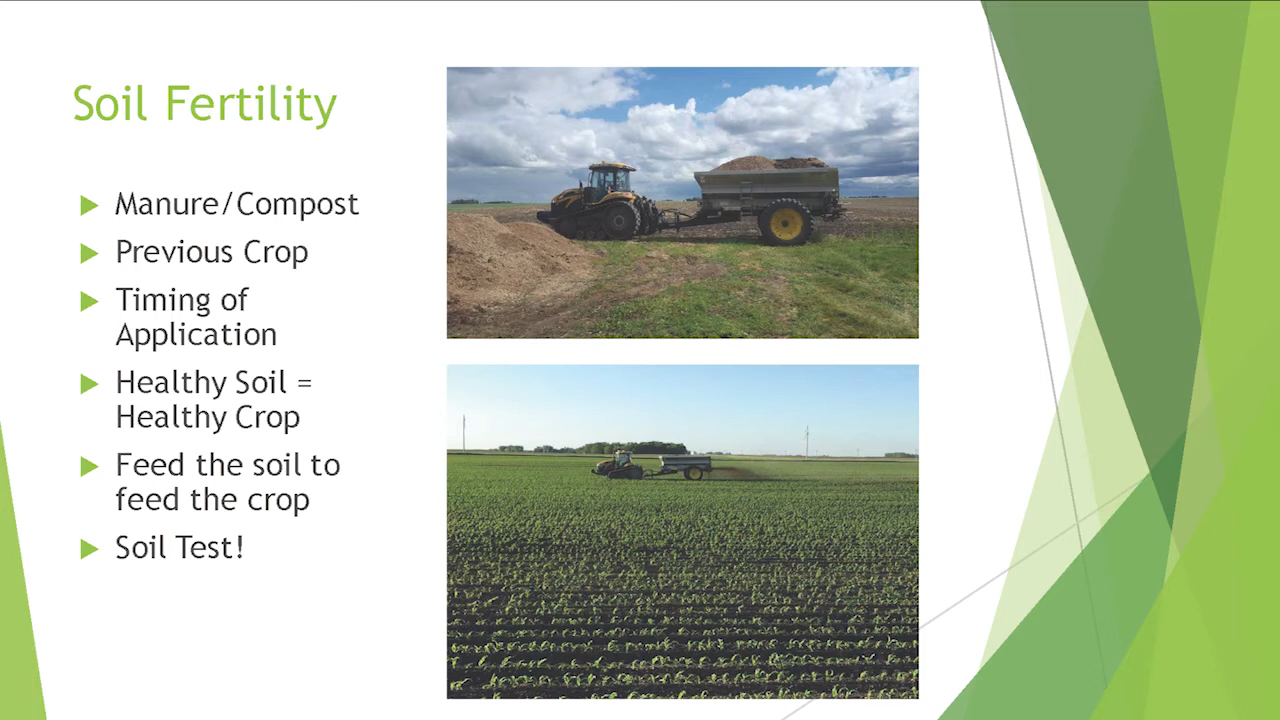 Soil Fertility
Manure/Compost
Previous Crop
Timing of
Application
Healthy Soil =
Healthy Crop
Feed the soil to
feed the crop
Soil Test!